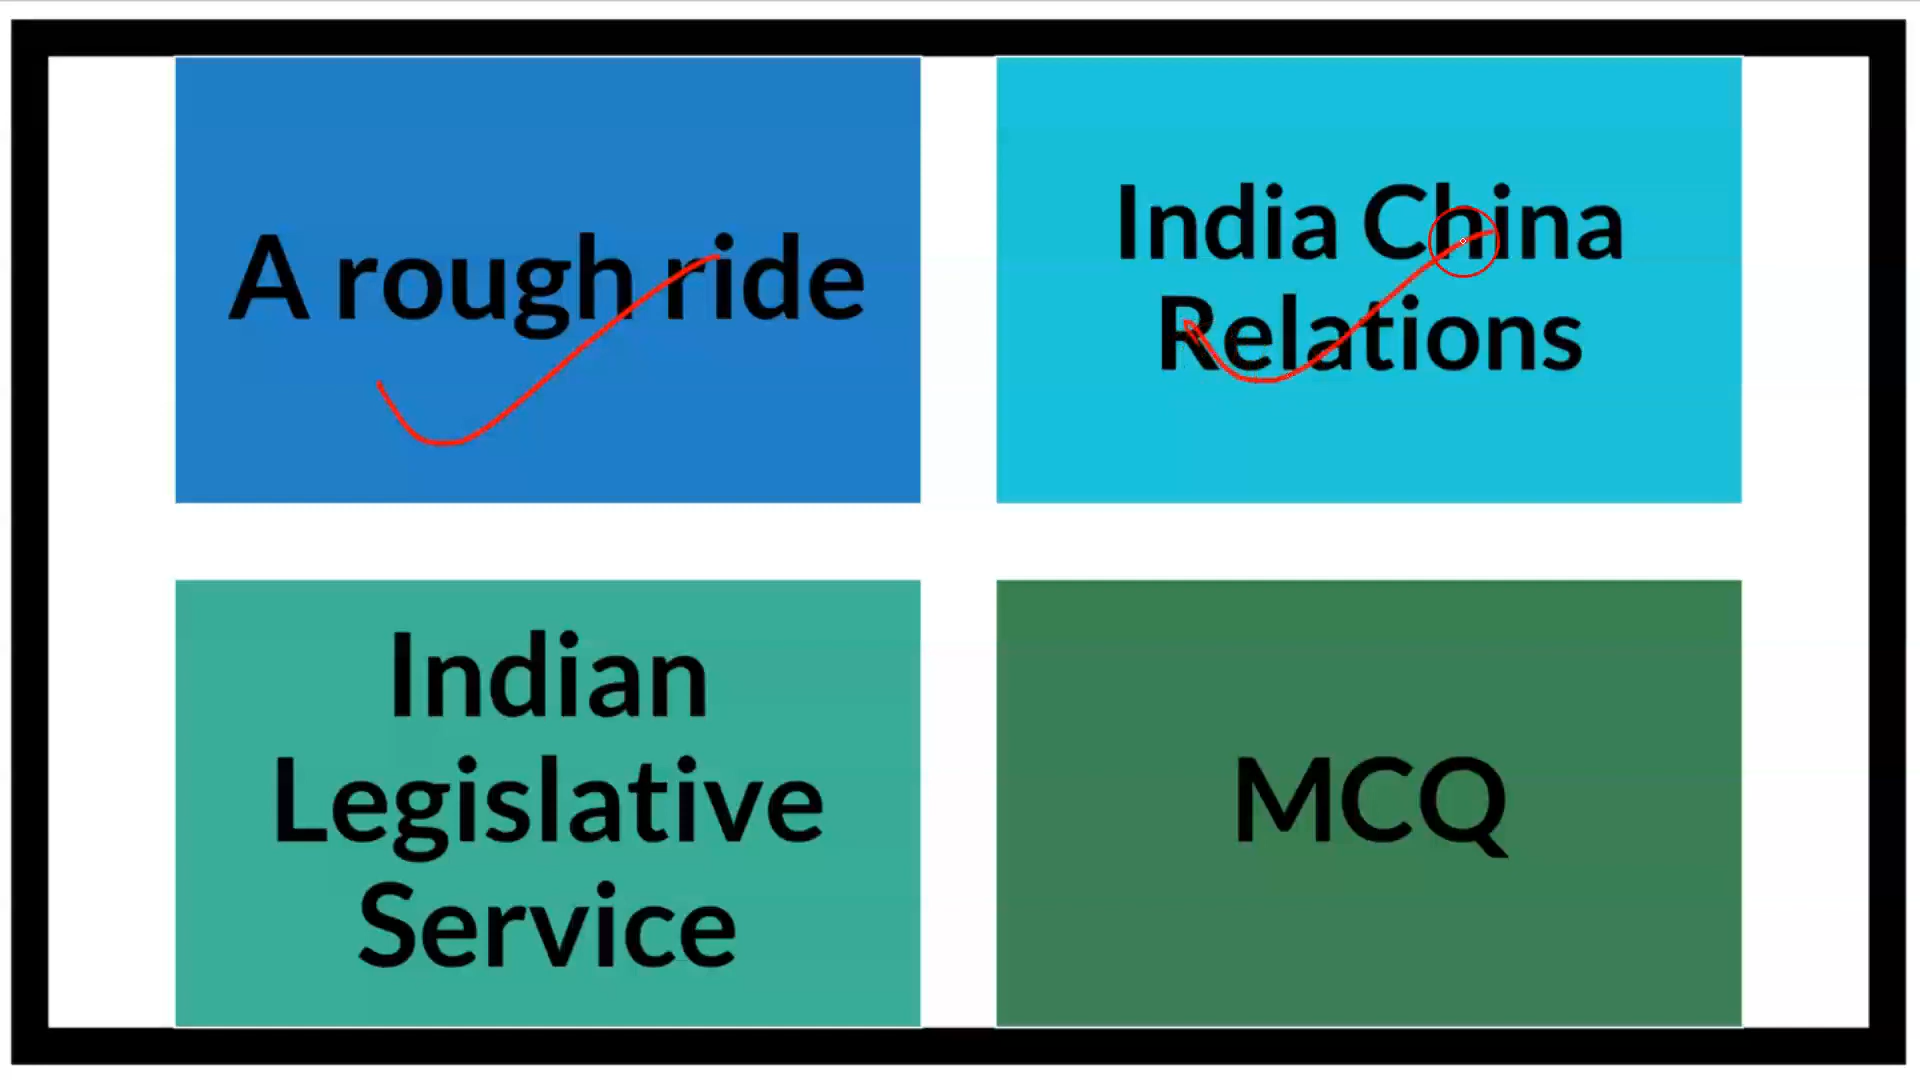 A rough ride
India China
Relations
Indian
Legislative
Service
MCQ